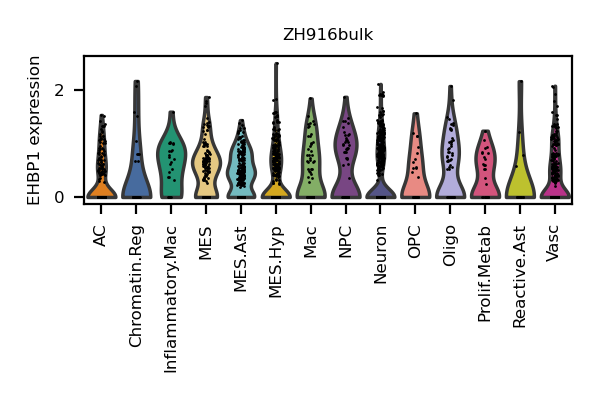 ZH916bulk
EHBP1 expression
2
0
AC
Chromatin.Reg
Inflammatory.Mac
MES
MES.Ast
MES.Hyp
Mac
NPC
Neuron
OPC
Oligo
Prolif.Metab
Reactive.Ast
Vasc